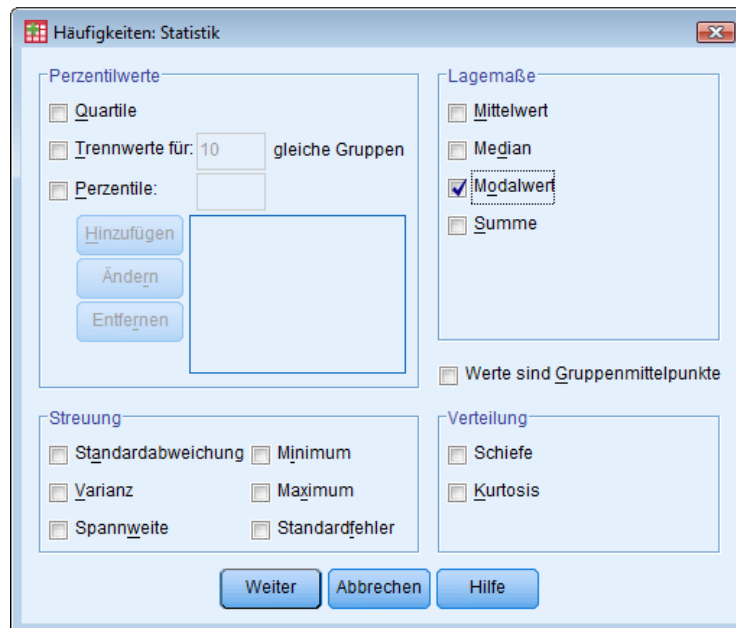 Häufigkeiten: Statistik
Perzentilwerte
Quartile
Trennwerte für: 10 gleiche Gruppen
Perzentile:
Hinzufügen
Ändern
Entfernen
Lagemaße
Mittelwert
Median
Modalwert
Summe
Werte sind Gruppenmittelpunkte
Streuung
Standardabweichung Minimum
Varianz Maximum
Spannweite Standardfehler
Verteilung
Schiefe
Kurtosis
Weiter Abbrechen Hilfe